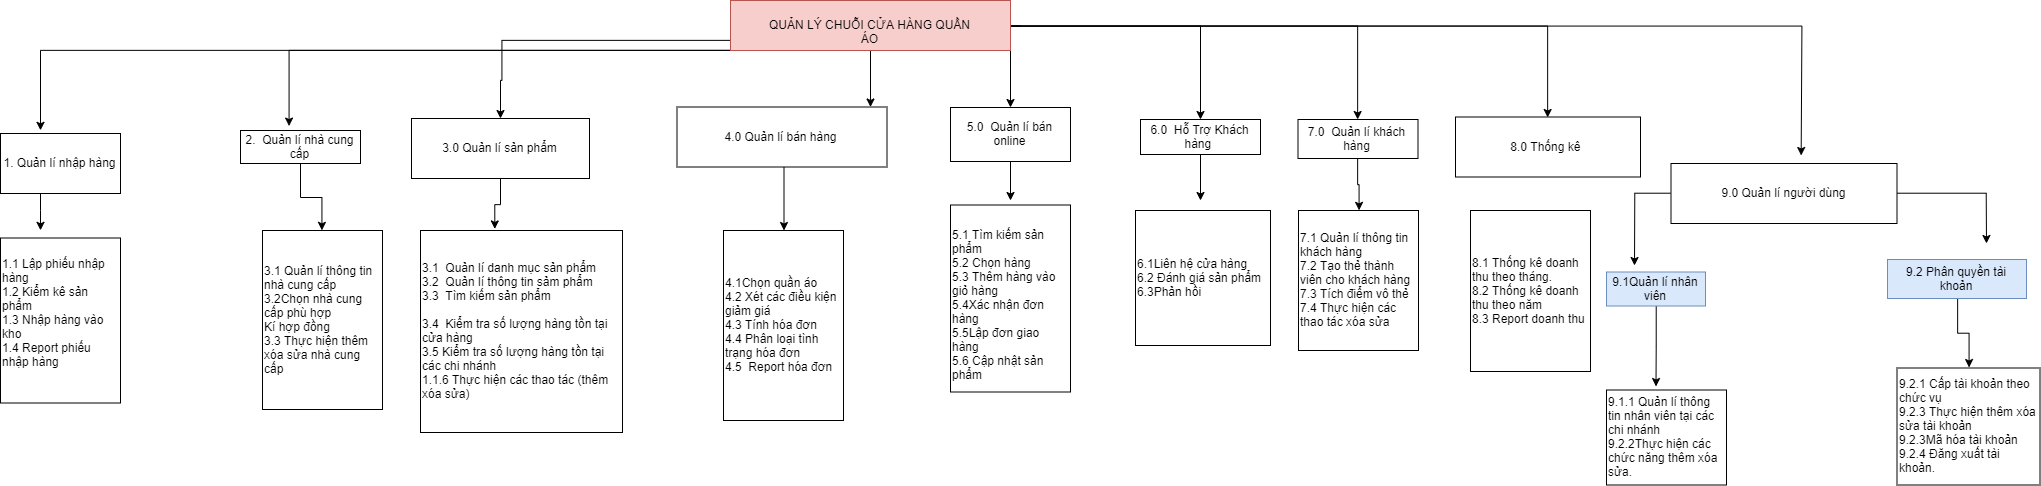 QUẢN LÝ CHUỖI CỬA HÀNG QUẦN
ÁO
1. Quản lí nhập hàng
2. Quản lí nhà cung
cấp
3.0 Quản lí sản phẩm
4.0 Quản lí bán hàng
5.0 Quản lí bán
online
6.0 Hỗ Trợ Khách
hàng
7.0 Quản lí khách
hàng
8.0 Thống kê
9.0 Quản lí người dùng
1.1 Lập phiếu nhập
hàng
1.2 Kiểm kê sản
phẩm
1.3 Nhập hàng vào
kho
1.4 Report phiếu
nhập hàng
3.1 Quản lí thông tin
nhà cung cấp
3.2Chọn nhà cung
cấp phù hợp
Kí hợp đồng
3.3 Thực hiện thêm
xóa sửa nhà cung
cấp
3.1 Quản lí danh mục sản phẩm
3.2 Quản lí thông tin sảm phẩm
3.3 Tìm kiếm sản phẩm
3.4 Kiểm tra số lượng hàng tồn tại
cửa hàng
3.5 Kiểm tra số lượng hàng tồn tại
các chi nhánh
1.1.6 Thực hiện các thao tác (thêm
xóa sửa)
4.1Chọn quần áo
4.2 Xét các điều kiện
giảm giá
4.3 Tính hóa đơn
4.4 Phân loại tình
trạng hóa đơn
4.5 Report hóa đơn
5.1 Tìm kiếm sản
phẩm
5.2 Chọn hàng
5.3 Thêm hàng vào
giỏ hàng
5.4Xác nhận đơn
hàng
5.5Lập đơn giao
hàng
5.6 Cập nhật sản
phẩm
6.1Liên hệ cửa hàng
6.2 Đánh giá sản phẩm
6.3Phản hồi
7.1 Quản lí thông tin
khách hàng
7.2 Tạo thẻ thành
viên cho khách hàng
7.3 Tích điểm vô thẻ
7.4 Thực hiện các
thao tác xóa sửa
8.1 Thống kê doanh
thu theo tháng.
8.2 Thống kê doanh
thu theo năm
8.3 Report doanh thu
9.1Quản lí nhân
viên
9.2 Phân quyền tài
khoản
9.1.1 Quản lí thông
tin nhân viên tại các
chi nhánh
9.2.2Thực hiện các
chức năng thêm xóa
sửa.
9.2.1 Cấp tài khoản theo
chức vụ
9.2.3 Thực hiện thêm xóa
sửa tài khoản
9.2.3Mã hóa tài khoản
9.2.4 Đăng xuất tài
khoản.